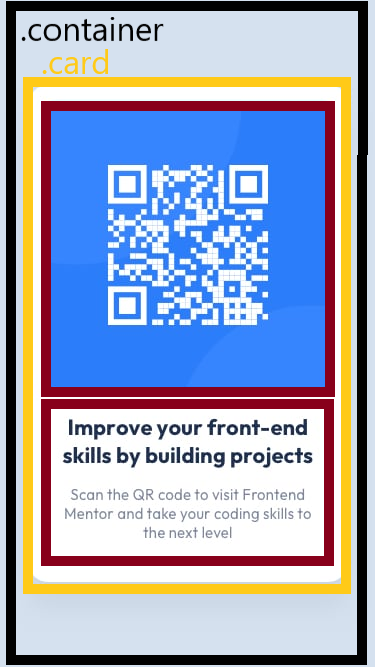 .container
.card
Improve your front-end
skills by building projects
Scan the QR code to visit Frontend
Mentor and take your coding skills to
the next level